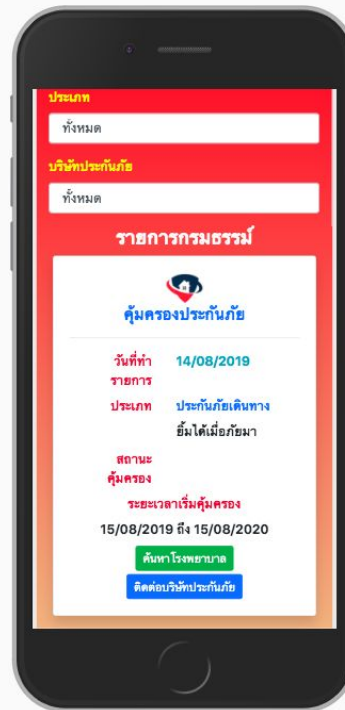 ประเภท
ทั้งหมด
บริษัทประกันภัย
ทั้งหมด
รายการกรมธรรม์
คุ้มครองประกันภัย
วันที่ทำ 14/08/2019
รายการ
ประเภท ประกันภัยเดินทาง
ยิ้มได้เมื่อภัยมา
สถานะ
คุ้มครอง
ระยะเวลาเริ่มคุ้มครอง
15/08/2019 ถึง 15/08/2020
ค้นหาโรงพยาบาล
ติดต่อบริษัทประกันภัย